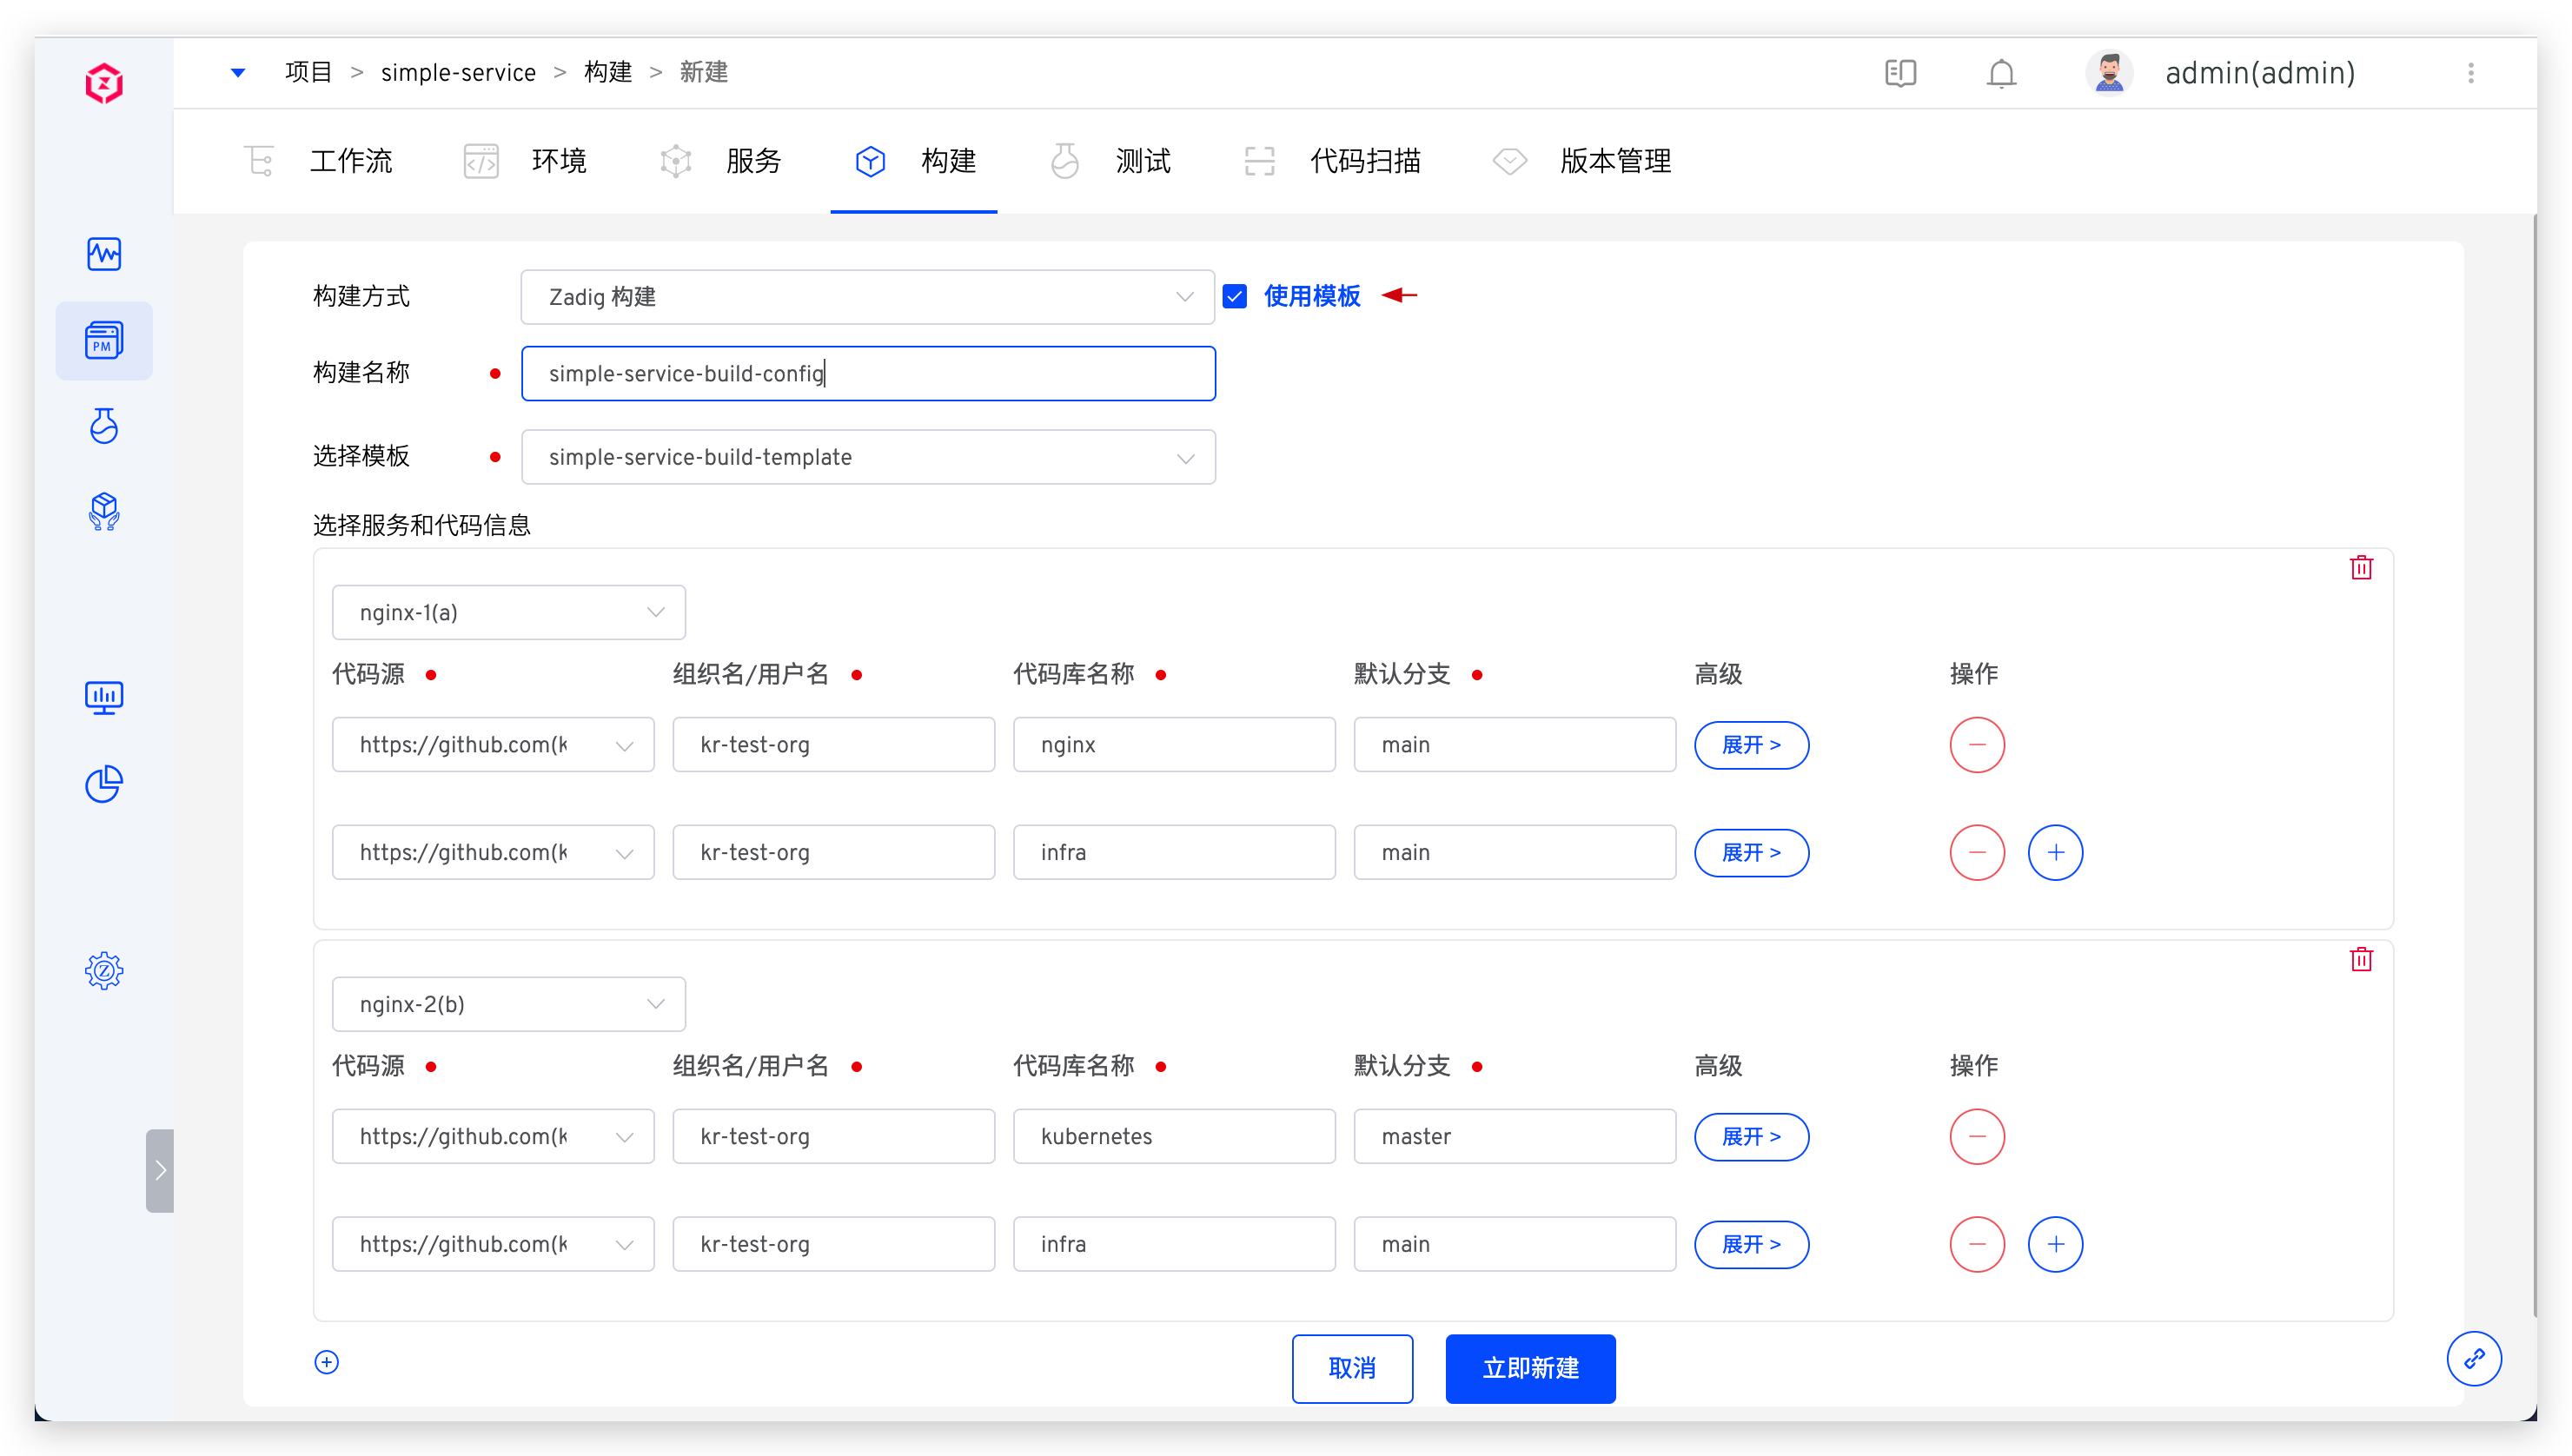 项目 > simple-service > 构建 > 新建
admin(admin)
工作流 环境 服务 构建 测试 代码扫描 版本管理
PM
构建方式 Zadig 构建 使用模板
构建名称 simple-service-build-config
选择模板 simple-service-build-template
选择服务和代码信息
nginx-1(a)
代码源 组织名/用户名 代码库名称 默认分支 高级 操作
https://github.com(k kr-test-org nginx main 展开 >
https://github.com(k kr-test-org infra main 展开 >
nginx-2(b)
代码源 组织名/用户名 代码库名称 默认分支 高级 操作
https://github.com(k kr-test-org kubernetes master 展开 >
https://github.com(k kr-test-org infra main 展开 >
取消 立即新建